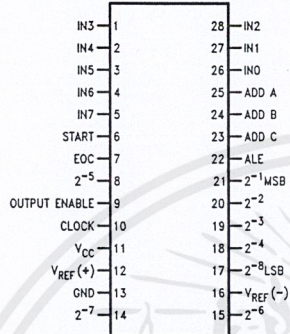 IN3 1 28 IN2
IN4 2 27 IN1
IN5 3 26 IN0
IN6 4 25 ADD A
IN7 5 24 ADD B
START 6 23 ADD C
EOC 7 22 ALE
2⁻⁵ 8 21 2⁻¹MSB
OUTPUT ENABLE 9 20 2⁻²
CLOCK 10 19 2⁻³
V_CC 11 18 2⁻⁴
V_REF(+) 12 17 2⁻⁸LSB
GND 13 16 V_REF(−)
2⁻⁷ 14 15 2⁻⁶